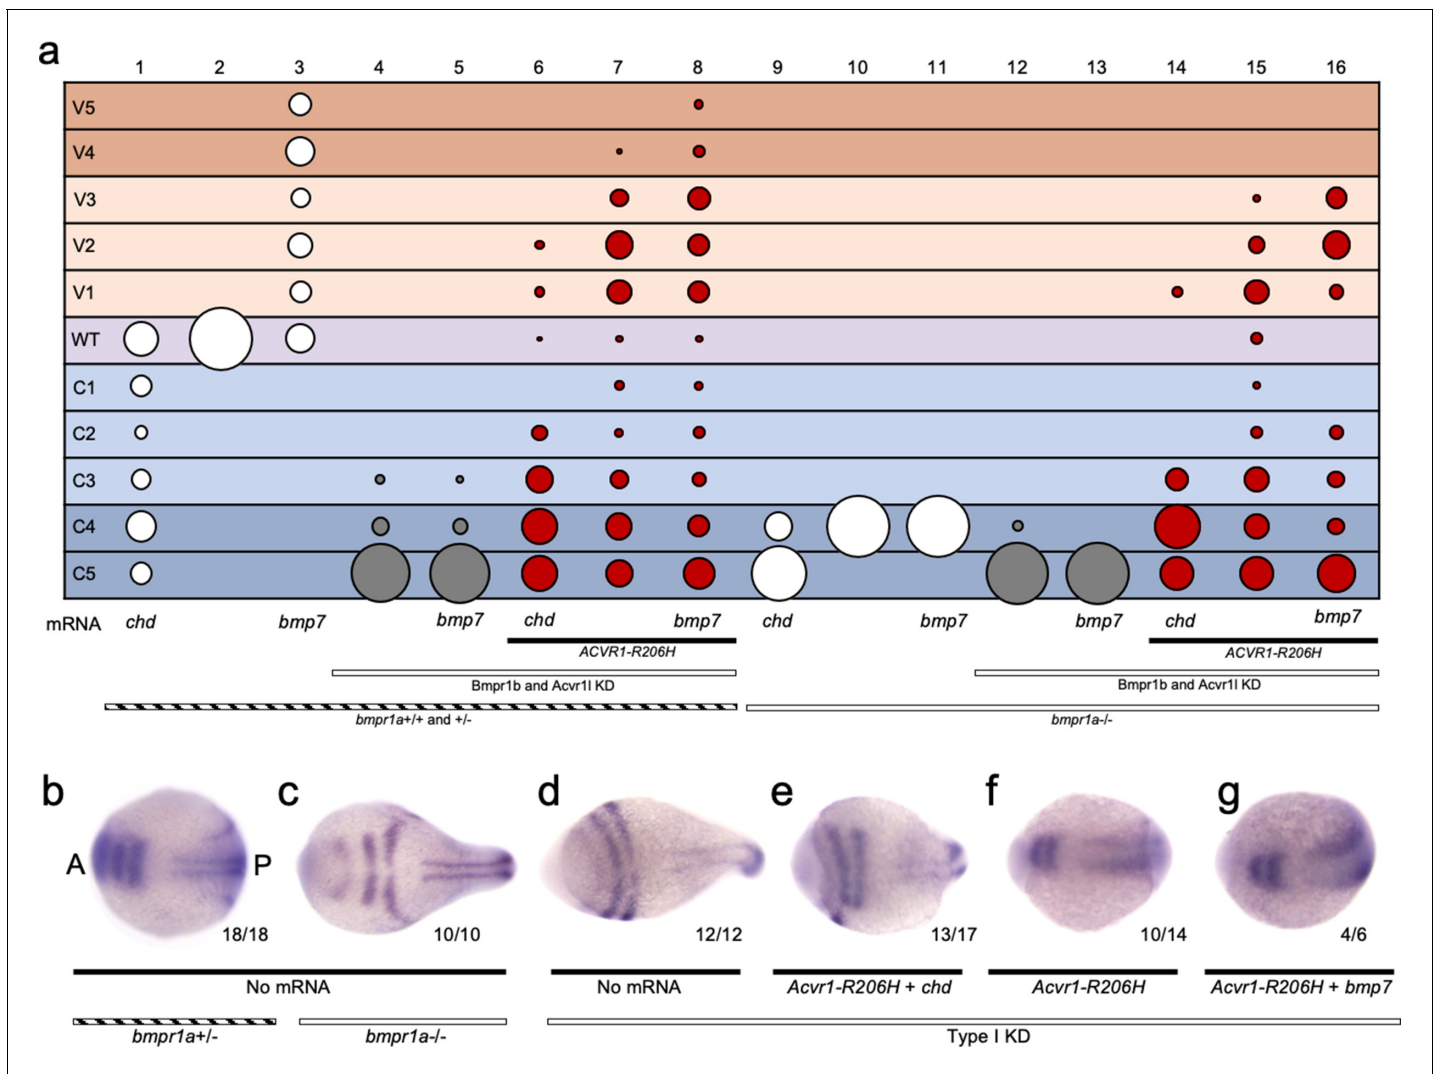 a
1 2 3 4 5 6 7 8 9 10 11 12 13 14 15 16
V5
V4
V3
V2
V1
WT
C1
C2
C3
C4
C5
mRNA chd bmp7 bmp7 chd bmp7 chd bmp7 bmp7 chd bmp7
ACVR1-R206H ACVR1-R206H
Bmpr1b and Acvr1l KD Bmpr1b and Acvr1l KD
bmpr1a+/+ and +/- bmpr1a-/-
b c d e f g
A P
18/18 10/10 12/12 13/17 10/14 4/6
No mRNA No mRNA Acvr1-R206H + chd Acvr1-R206H Acvr1-R206H + bmp7
bmpr1a+/- bmpr1a-/- Type I KD